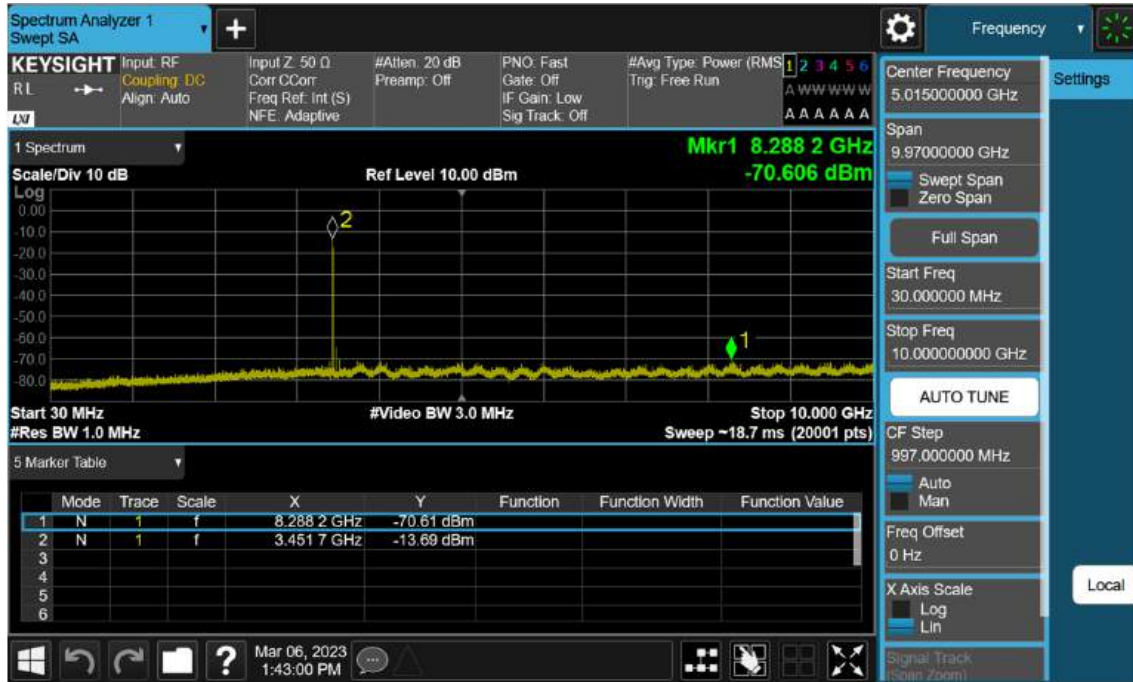 Spectrum Analyzer 1
Swept SA
+
Frequency
KEYSIGHT
R L
LXI
Input: RF
Coupling: DC
Align: Auto
Input Z: 50 Ω
Corr CCorr
Freq Ref: Int (S)
NFE: Adaptive
#Atten: 20 dB
Preamp: Off
PNO: Fast
Gate: Off
IF Gain: Low
Sig Track: Off
#Avg Type: Power (RMS
Trig: Free Run
1 2 3 4 5 6
A W W W W W
A A A A A A
Center Frequency
5.015000000 GHz
Settings
1 Spectrum
Mkr1 8.288 2 GHz
-70.606 dBm
Scale/Div 10 dB
Ref Level 10.00 dBm
Log
0.00
-10.0
-20.0
-30.0
-40.0
-50.0
-60.0
-70.0
-80.0
2
1
Start 30 MHz
#Video BW 3.0 MHz
Stop 10.000 GHz
#Res BW 1.0 MHz
Sweep ~18.7 ms (20001 pts)
Span
9.97000000 GHz
Swept Span
Zero Span
Full Span
Start Freq
30.000000 MHz
Stop Freq
10.000000000 GHz
AUTO TUNE
CF Step
997.000000 MHz
Auto
Man
Freq Offset
0 Hz
X Axis Scale
Log
Lin
Signal Track
(Span Zoom)
Local
5 Marker Table
Mode Trace Scale X Y Function Function Width Function Value
1 N 1 f 8.288 2 GHz -70.61 dBm
2 N 1 f 3.451 7 GHz -13.69 dBm
3
4
5
6
?
Mar 06, 2023
1:43:00 PM